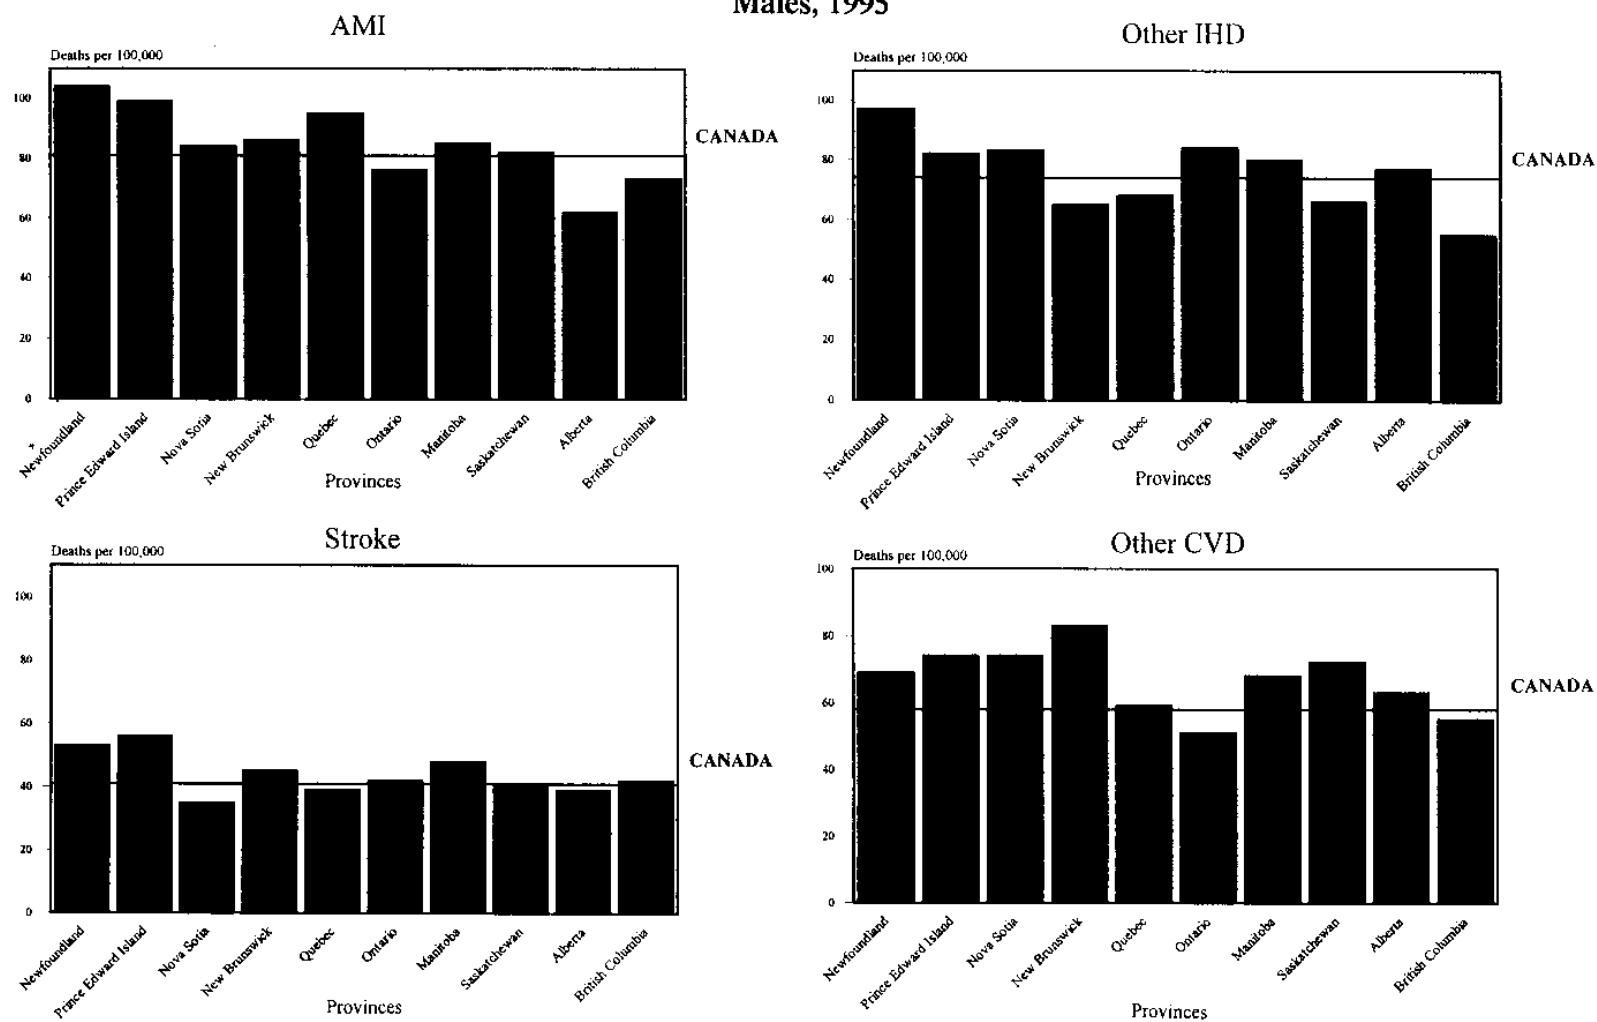 Males, 1995
AMI
Deaths per 100,000
100
80
60
40
20
0
CANADA
Newfoundland
Prince Edward Island
Nova Sotia
New Brunswick
Quebec
Ontario
Manitoba
Saskatchewan
Alberta
British Columbia
Provinces
Other IHD
Deaths per 100,000
100
80
60
40
20
0
CANADA
Newfoundland
Prince Edward Island
Nova Sotia
New Brunswick
Quebec
Ontario
Manitoba
Saskatchewan
Alberta
British Columbia
Provinces
Stroke
Deaths per 100,000
100
80
60
40
20
0
CANADA
Newfoundland
Prince Edward Island
Nova Sotia
New Brunswick
Quebec
Ontario
Manitoba
Saskatchewan
Alberta
British Columbia
Provinces
Other CVD
Deaths per 100,000
100
80
60
40
20
0
CANADA
Newfoundland
Prince Edward Island
Nova Sotia
New Brunswick
Quebec
Ontario
Manitoba
Saskatchewan
Alberta
British Columbia
Provinces